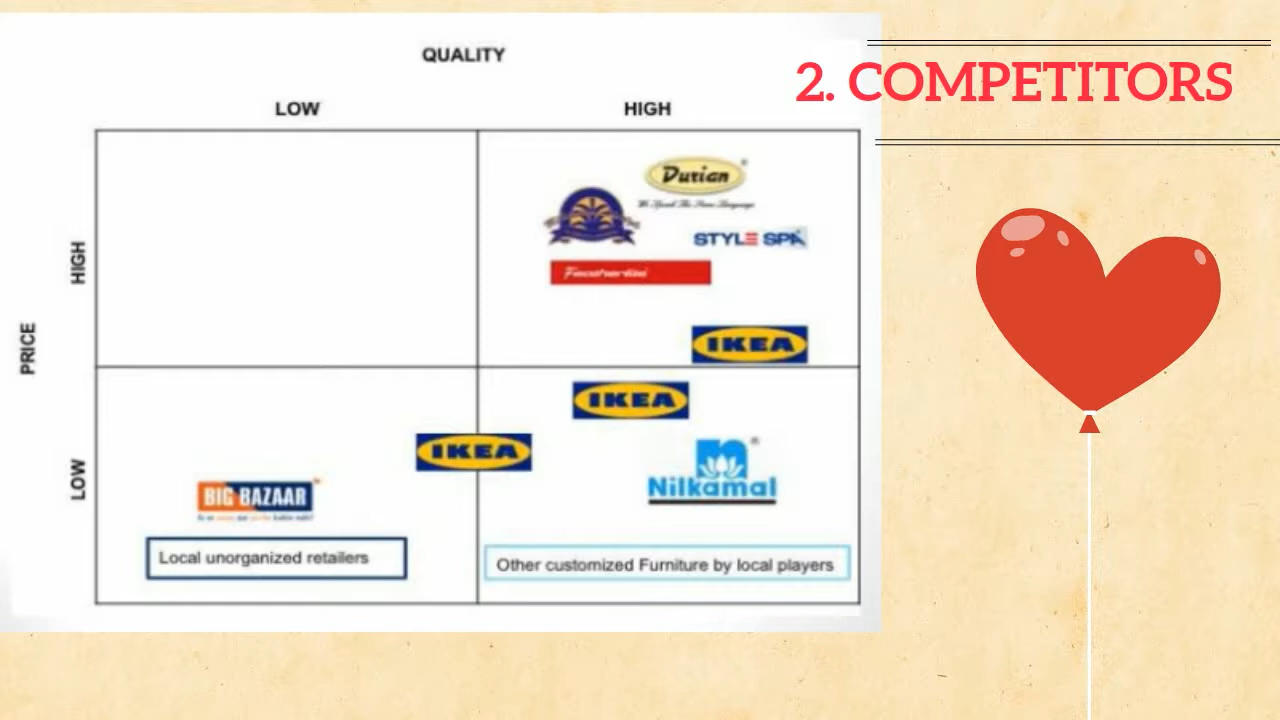 QUALITY
2. COMPETITORS
LOW
HIGH
HIGH
Durian
STYLE SPA
IKEA
PRICE
IKEA
LOW
IKEA
Nilkamal
BIG BAZAAR
Local unorganized retailers
Other customized Furniture by local players